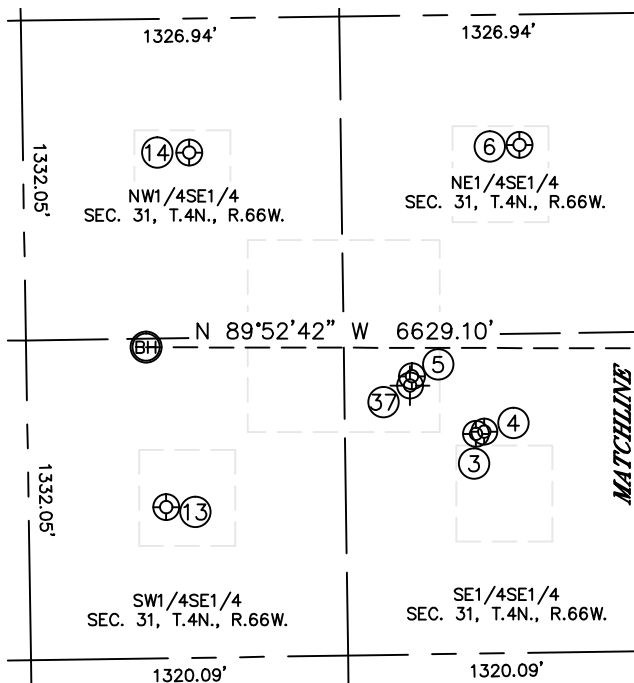 1326.94'
1326.94'
1332.05'
14
6
NW1/4SE1/4
SEC. 31, T.4N., R.66W.
NE1/4SE1/4
SEC. 31, T.4N., R.66W.
BH
N 89°52'42" W 6629.10'
5
37
MATCHLINE
4
3
1332.05'
13
SW1/4SE1/4
SEC. 31, T.4N., R.66W.
SE1/4SE1/4
SEC. 31, T.4N., R.66W.
1320.09'
1320.09'